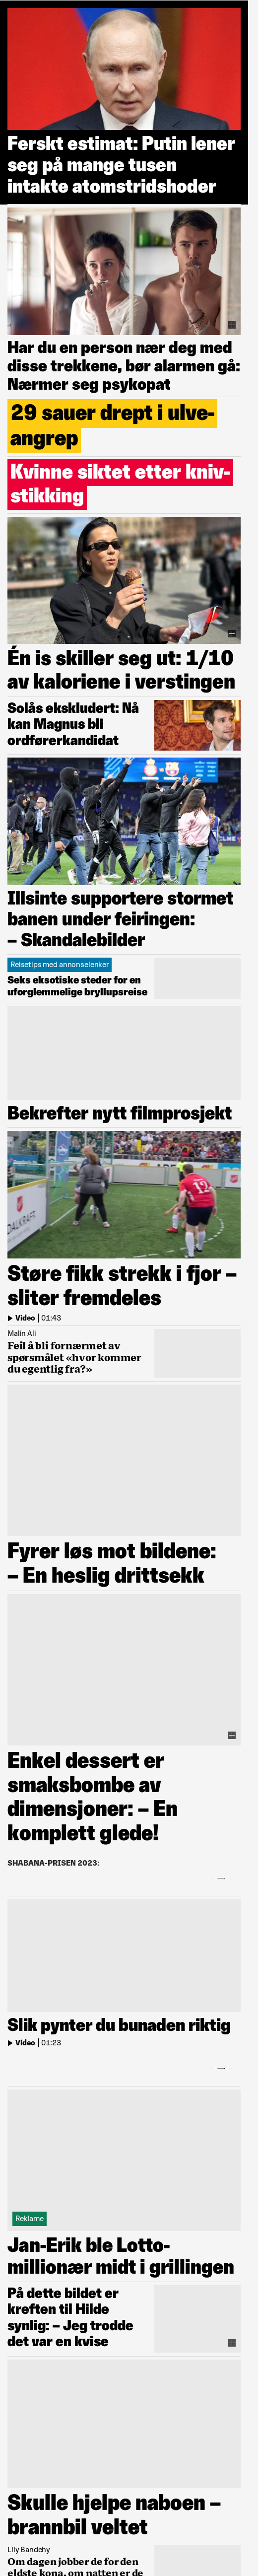 Ferskt estimat: Putin lener
seg på mange tusen
intakte atomstridshoder
Har du en person nær deg med
disse trekkene, bør alarmen gå:
Nærmer seg psykopat
29 sauer drept i ulve-
angrep
Kvinne siktet etter kniv-
stikking
Én is skiller seg ut: 1/10
av kaloriene i verstingen
Solås ekskludert: Nå
kan Magnus bli
ordførerkandidat
Illsinte supportere stormet
banen under feiringen:
– Skandalebilder
Reisetips med annonselenker
Seks eksotiske steder for en
uforglemmelige bryllupsreise
Bekrefter nytt filmprosjekt
12
Støre fikk strekk i fjor –
sliter fremdeles
Video | 01:43
Malin Ali
Feil å bli fornærmet av
spørsmålet «hvor kommer
du egentlig fra?»
Fyrer løs mot bildene:
– En heslig drittsekk
Enkel dessert er
smaksbombe av
dimensjoner: – En
komplett glede!
SHABANA-PRISEN 2023:
Slik pynter du bunaden riktig
Video | 01:23
Reklame
Jan-Erik ble Lotto-
millionær midt i grillingen
På dette bildet er
kreften til Hilde
synlig: – Jeg trodde
det var en kvise
Skulle hjelpe naboen –
brannbil veltet
Lily Bandehy
Om dagen jobber de for den
eldste kona, om natten er de